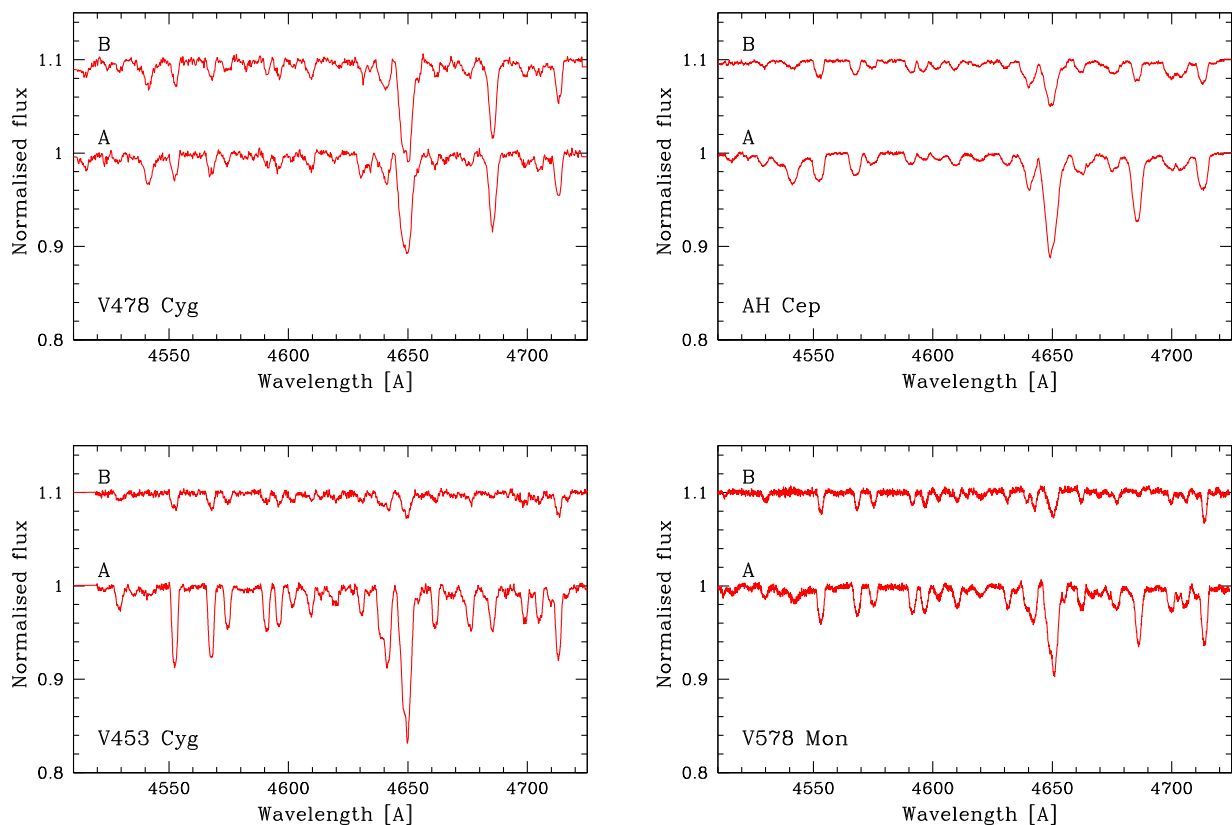 B
1.1
A
1
0.9
V478 Cyg
0.8
4550 4600 4650 4700
Wavelength [A]
Normalised flux
B
1.1
A
1
0.9
AH Cep
0.8
4550 4600 4650 4700
Wavelength [A]
Normalised flux
B
1.1
A
1
0.9
V453 Cyg
0.8
4550 4600 4650 4700
Wavelength [A]
Normalised flux
B
1.1
A
1
0.9
V578 Mon
0.8
4550 4600 4650 4700
Wavelength [A]
Normalised flux